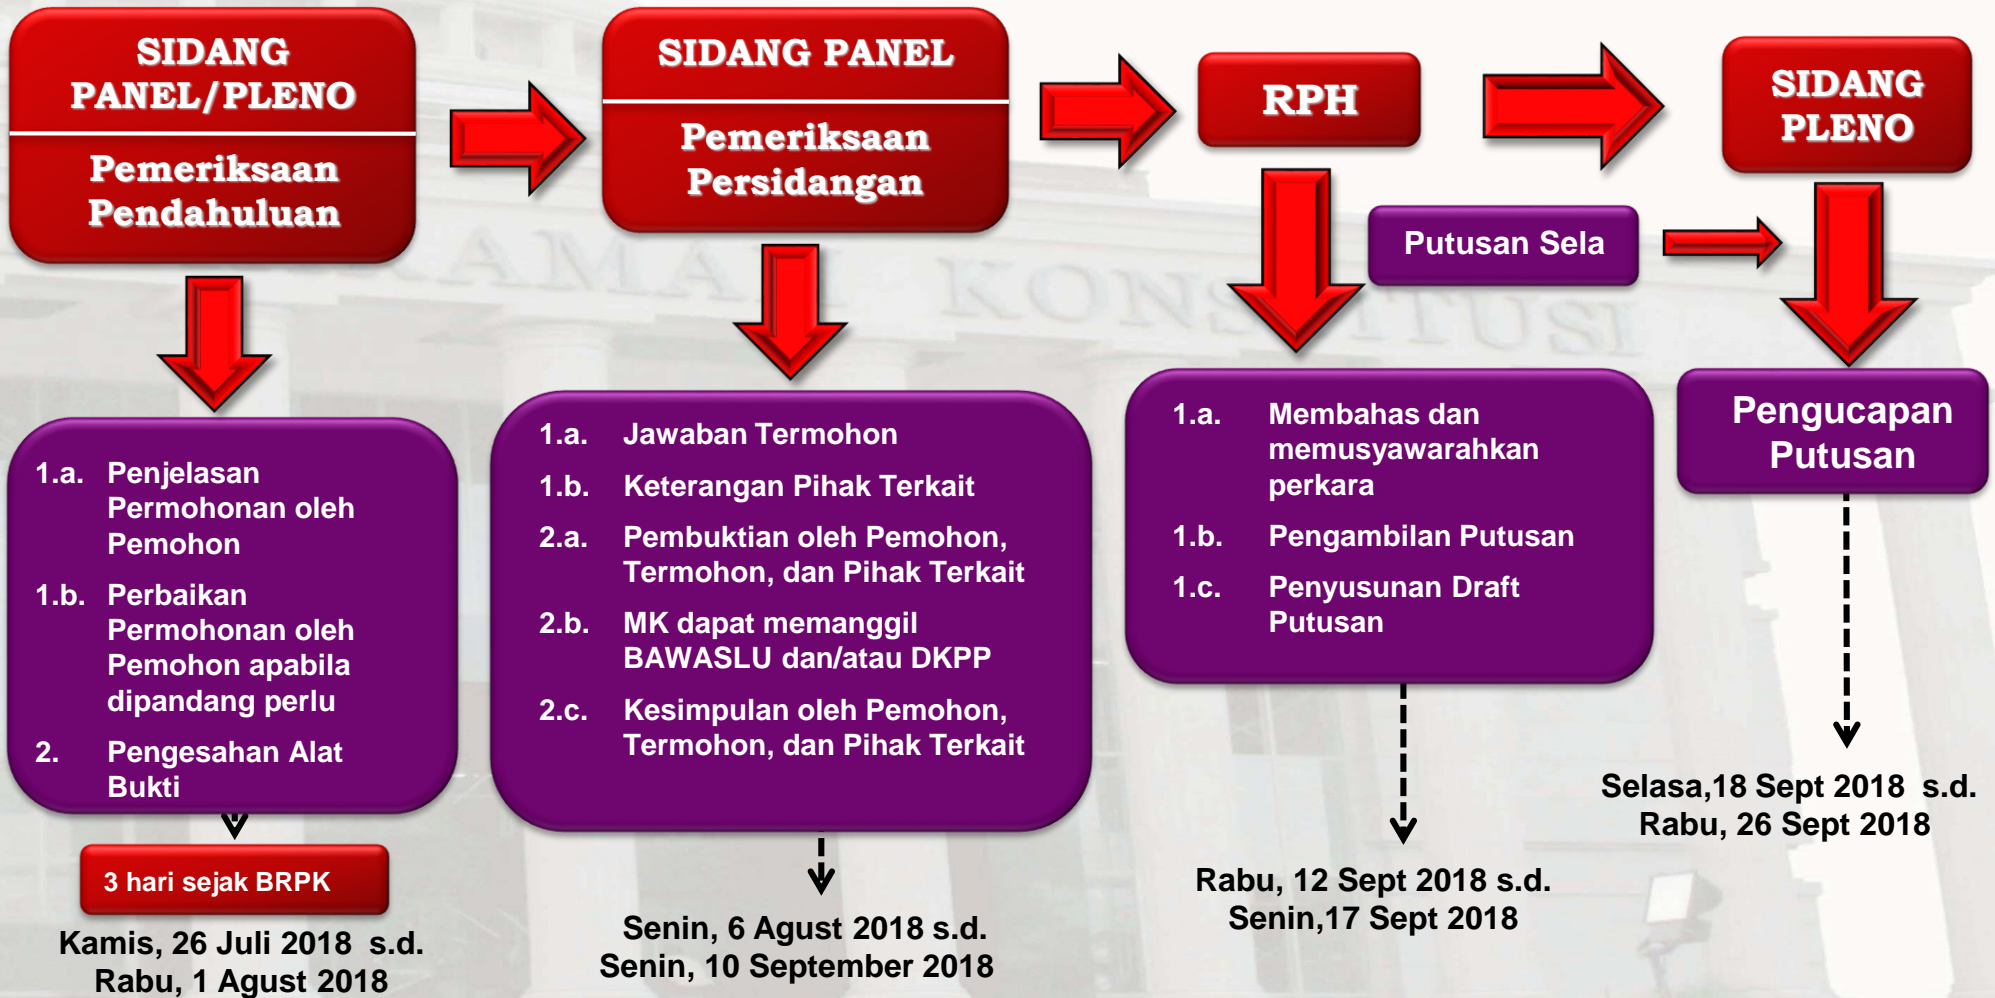 SIDANG
PANEL/PLENO
Pemeriksaan
Pendahuluan
SIDANG PANEL
Pemeriksaan
Persidangan
RPH
SIDANG
PLENO
Putusan Sela
1.a. Penjelasan
Permohonan oleh
Pemohon
1.b. Perbaikan
Permohonan oleh
Pemohon apabila
dipandang perlu
2. Pengesahan Alat
Bukti
3 hari sejak BRPK
Kamis, 26 Juli 2018 s.d.
Rabu, 1 Agust 2018
1.a. Jawaban Termohon
1.b. Keterangan Pihak Terkait
2.a. Pembuktian oleh Pemohon,
Termohon, dan Pihak Terkait
2.b. MK dapat memanggil
BAWASLU dan/atau DKPP
2.c. Kesimpulan oleh Pemohon,
Termohon, dan Pihak Terkait
Senin, 6 Agust 2018 s.d.
Senin, 10 September 2018
1.a. Membahas dan
memusyawarahkan
perkara
1.b. Pengambilan Putusan
1.c. Penyusunan Draft
Putusan
Rabu, 12 Sept 2018 s.d.
Senin,17 Sept 2018
Pengucapan
Putusan
Selasa,18 Sept 2018 s.d.
Rabu, 26 Sept 2018